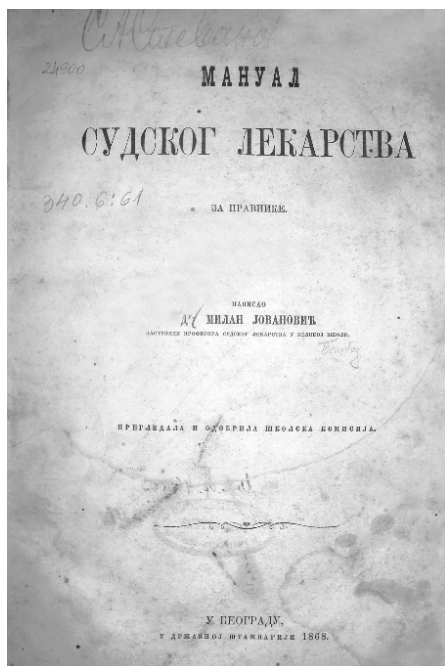 24300
МАНУАЛ
СУДСКОГ ЛЕКАРСТВА
340.6:61
ЗА ПРАВНИКЕ.
НАПИСАО
Др МИЛАН ЈОВАНОВИЋ
ЗАСТУПНИК ПРОФЕСОРА СУДСКОГ ЛЕКАРСТВА У ВЕЛИКОЈ ШКОЛИ.
ПРЕГЛЕДАЛА И ОДОБРИЛА ШКОЛСКА КОМИСИЈА.
У БЕОГРАДУ,
У ДРЖАВНОЈ ШТАМПАРИЈИ 1868.